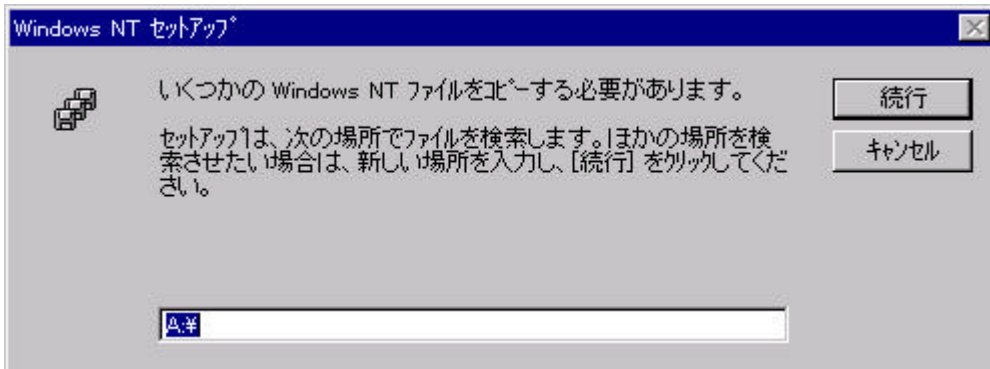 Windows NT セットアップ
いくつかの Windows NT ファイルをコピーする必要があります。
続行
セットアップは、次の場所でファイルを検索します。ほかの場所を検
索させたい場合は、新しい場所を入力し、[続行] をクリックしてくだ
さい。
キャンセル
A:¥